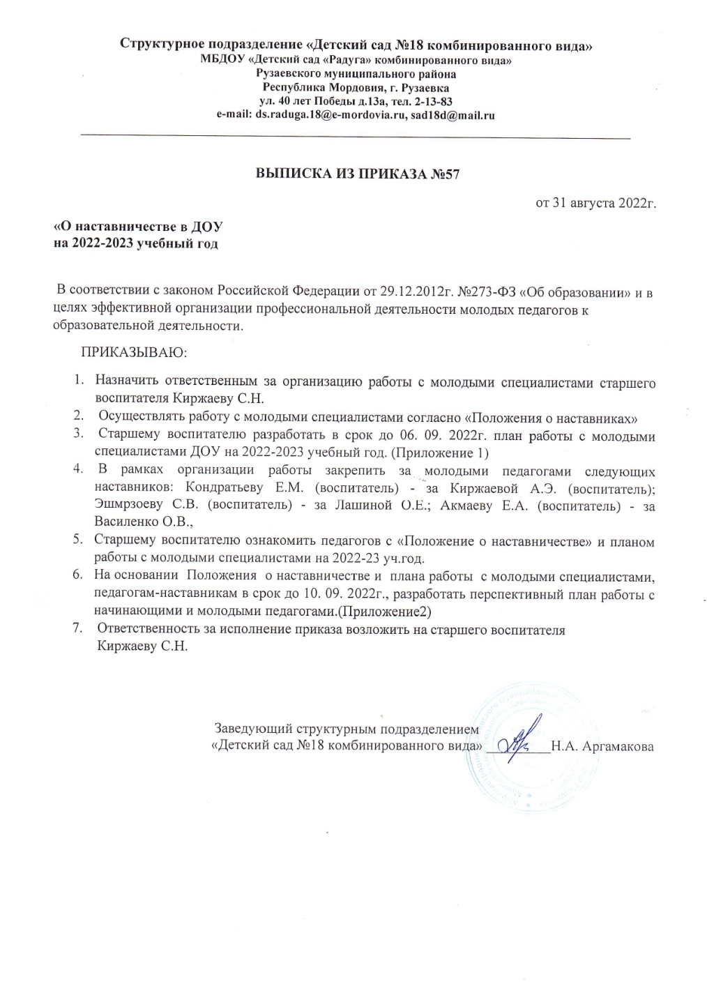 Структурное подразделение «Детский сад №18 комбинированного вида»
МБДОУ «Детский сад «Радуга» комбинированного вида»
Рузаевского муниципального района
Республика Мордовия, г. Рузаевка
ул. 40 лет Победы д.13а, тел. 2-13-83
e-mail: ds.raduga.18@e-mordovia.ru, sad18d@mail.ru
ВЫПИСКА ИЗ ПРИКАЗА №57
от 31 августа 2022г.
«О наставничестве в ДОУ
на 2022-2023 учебный год
В соответствии с законом Российской Федерации от 29.12.2012г. №273-ФЗ «Об образовании» и в
целях эффективной организации профессиональной деятельности молодых педагогов к
образовательной деятельности.
ПРИКАЗЫВАЮ:
1. Назначить ответственным за организацию работы с молодыми специалистами старшего
воспитателя Киржаеву С.Н.
2. Осуществлять работу с молодыми специалистами согласно «Положения о наставниках»
3. Старшему воспитателю разработать в срок до 06. 09. 2022г. план работы с молодыми
специалистами ДОУ на 2022-2023 учебный год. (Приложение 1)
4. В рамках организации работы закрепить за молодыми педагогами следующих
наставников: Кондратьеву Е.М. (воспитатель) - за Киржаевой А.Э. (воспитатель);
Эшмрзоеву С.В. (воспитатель) - за Лашиной О.Е.; Акмаеву Е.А. (воспитатель) - за
Василенко О.В.,
5. Старшему воспитателю ознакомить педагогов с «Положение о наставничестве» и планом
работы с молодыми специалистами на 2022-23 уч.год.
6. На основании Положения о наставничестве и плана работы с молодыми специалистами,
педагогам-наставникам в срок до 10. 09. 2022г., разработать перспективный план работы с
начинающими и молодыми педагогами.(Приложение2)
7. Ответственность за исполнение приказа возложить на старшего воспитателя
Киржаеву С.Н.
Заведующий структурным подразделением
«Детский сад №18 комбинированного вида» _________Н.А. Аргамакова